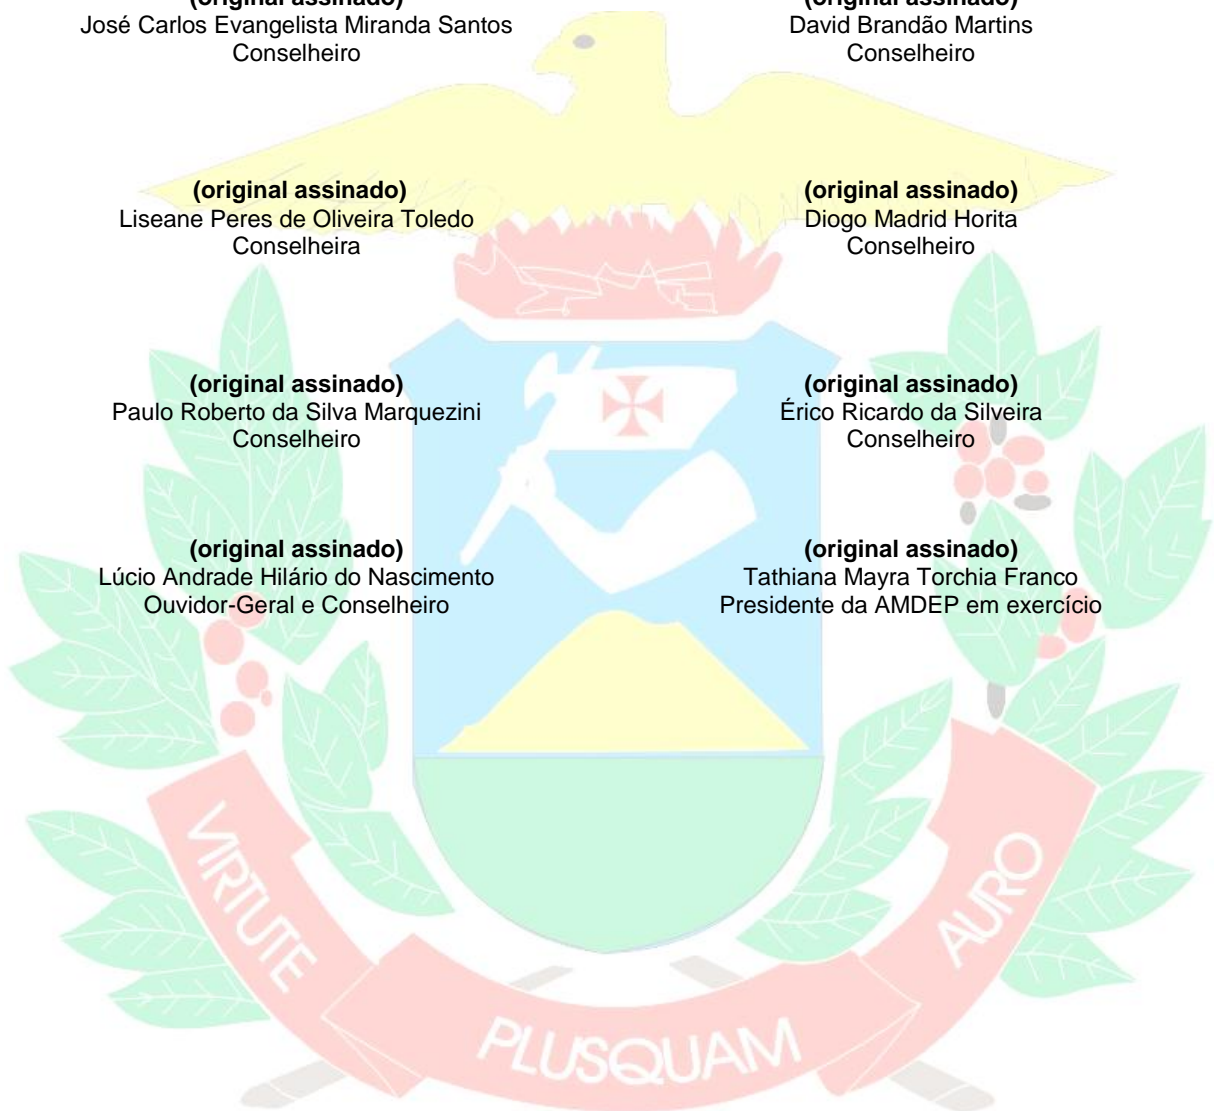 (original assinado)
José Carlos Evangelista Miranda Santos
Conselheiro
(original assinado)
David Brandão Martins
Conselheiro
(original assinado)
Liseane Peres de Oliveira Toledo
Conselheira
(original assinado)
Diogo Madrid Horita
Conselheiro
(original assinado)
Paulo Roberto da Silva Marquezini
Conselheiro
(original assinado)
Érico Ricardo da Silveira
Conselheiro
(original assinado)
Lúcio Andrade Hilário do Nascimento
Ouvidor-Geral e Conselheiro
(original assinado)
Tathiana Mayra Torchia Franco
Presidente da AMDEP em exercício
VIRTUTE
PLUSQUAM
AURO